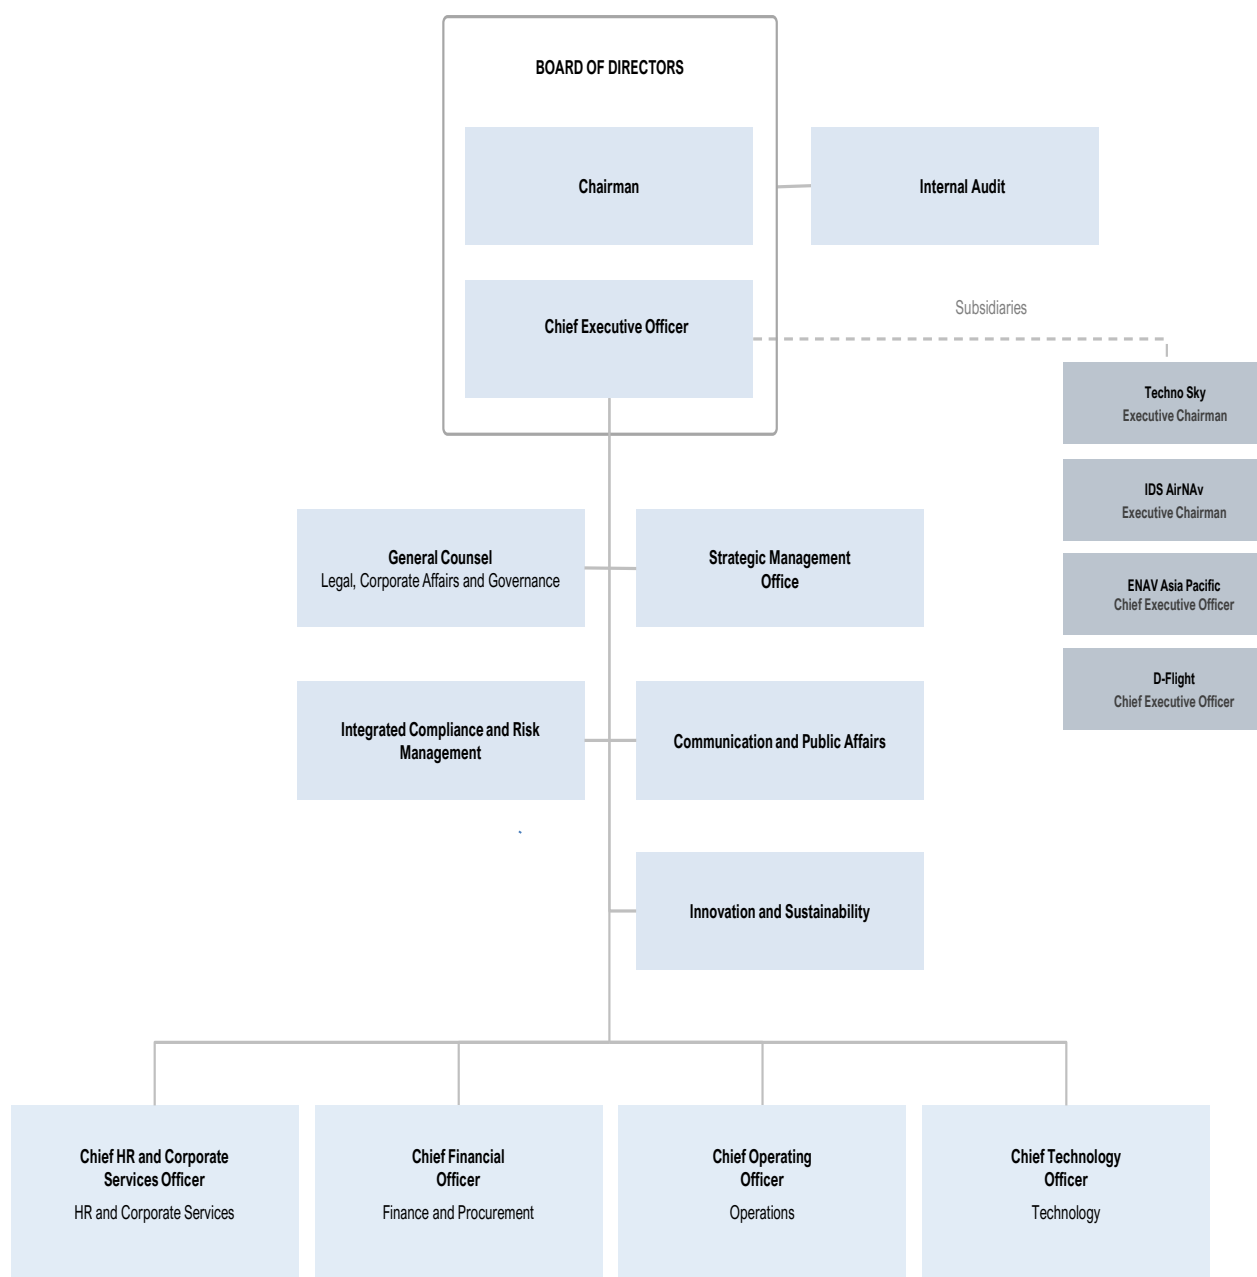 BOARD OF DIRECTORS
Chairman
Internal Audit
Chief Executive Officer
Subsidiaries
Techno Sky
Executive Chairman
IDS AirNAv
Executive Chairman
ENAV Asia Pacific
Chief Executive Officer
D-Flight
Chief Executive Officer
General Counsel
Legal, Corporate Affairs and Governance
Strategic Management
Office
Integrated Compliance and Risk
Management
Communication and Public Affairs
Innovation and Sustainability
Chief HR and Corporate
Services Officer
HR and Corporate Services
Chief Financial
Officer
Finance and Procurement
Chief Operating
Officer
Operations
Chief Technology
Officer
Technology